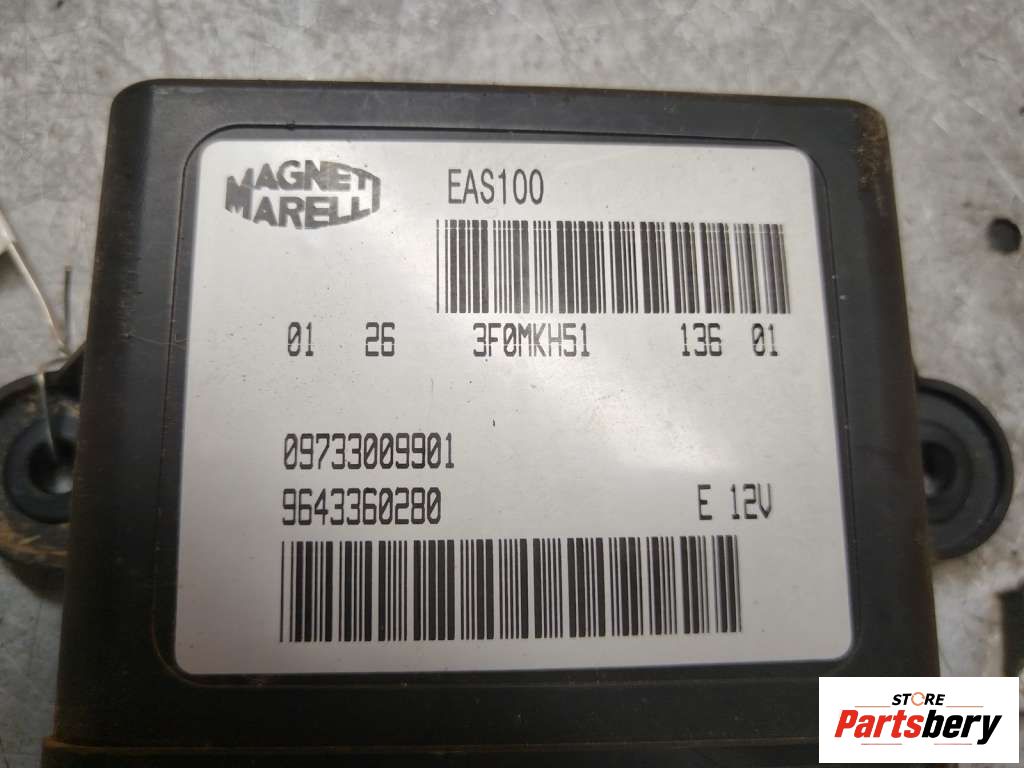 MAGNETI
MARELLI
EAS100
01 26 3F0MKH51 136 01
09733009901
9643360280 E 12V
STORE
Partsbery